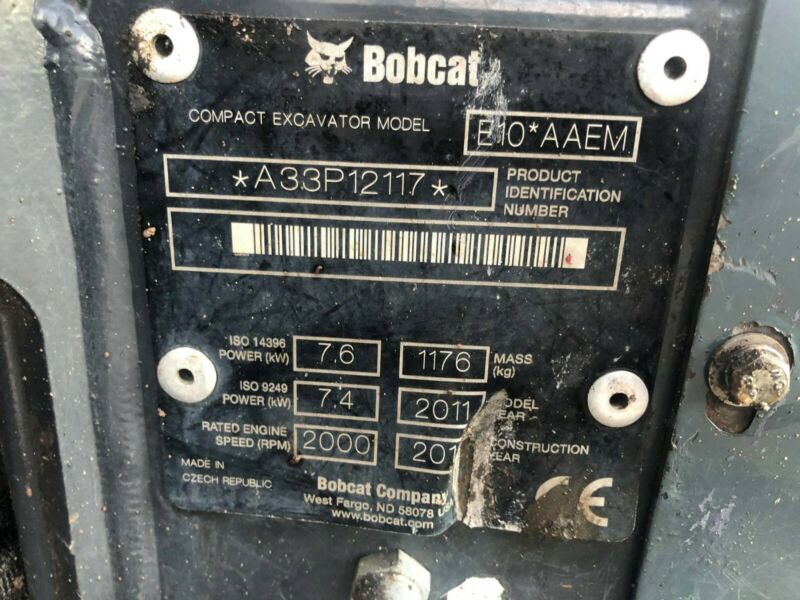 Bobcat
COMPACT EXCAVATOR MODEL E10*AAEM
*A33P12117* PRODUCT
IDENTIFICATION
NUMBER
ISO 14396
POWER (kW) 7.6 1176 MASS
(kg)
ISO 9249
POWER (kW) 7.4 2011
RATED ENGINE
SPEED (RPM) 2000 CONSTRUCTION
MADE IN
CZECH REPUBLIC
Bobcat Company
West Fargo, ND 58078
www.bobcat.com
CE